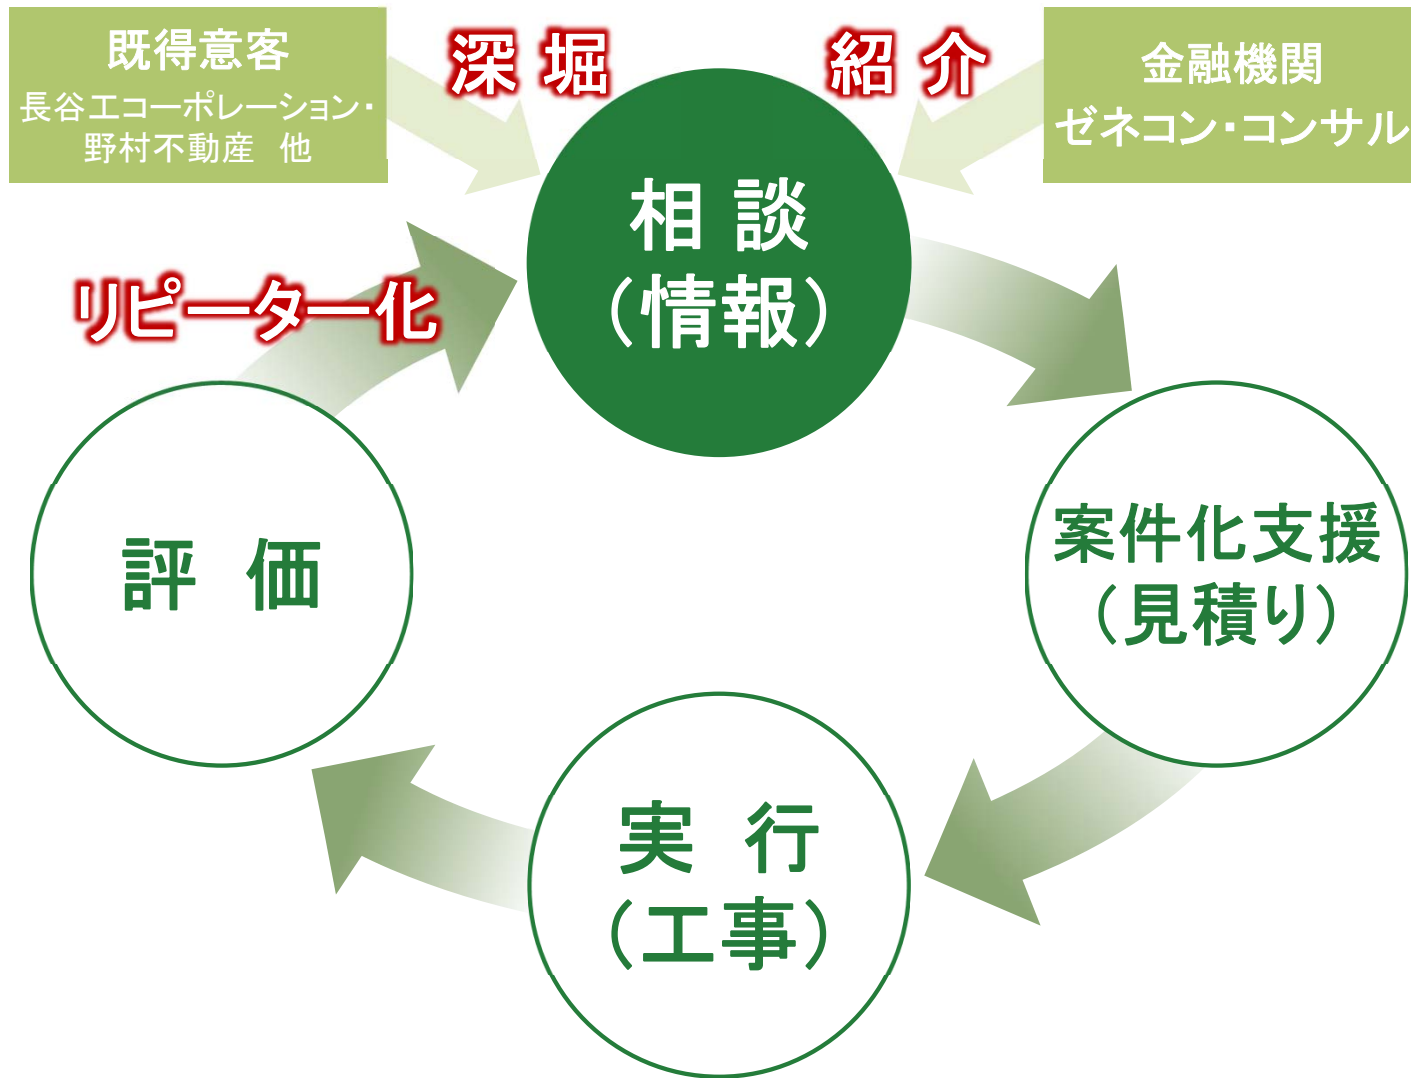 既得意客
長谷工コーポレーション・
野村不動産　他
深 堀
紹 介
金融機関
ゼネコン・コンサル
相 談
（情報）
リピーター化
案件化支援
（見積り）
実　行
（工事）
評　価